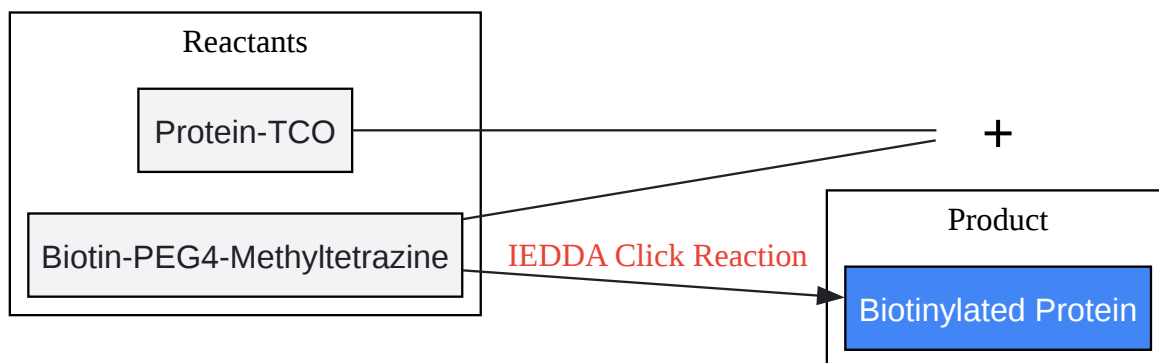 Reactants
Protein-TCO
+
Biotin-PEG4-Methyltetrazine
IEDDA Click Reaction
Product
Biotinylated Protein